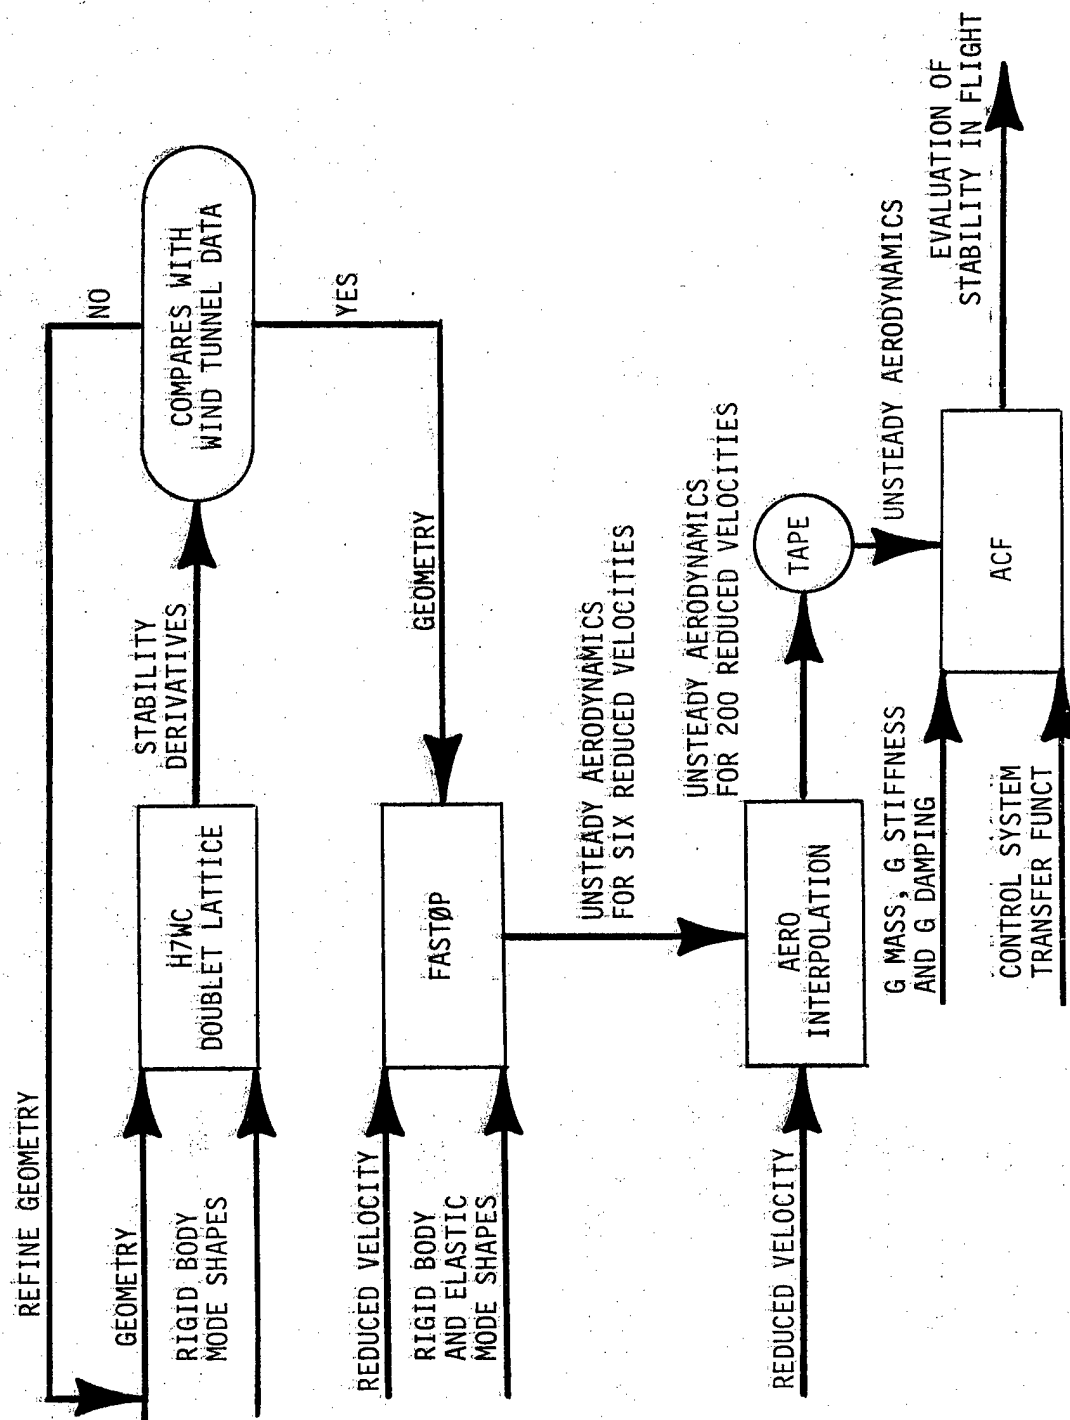 REFINE GEOMETRY
NO
GEOMETRY
RIGID BODY
MODE SHAPES
H7WC
DOUBLET LATTICE
STABILITY
DERIVATIVES
COMPARES WITH
WIND TUNNEL DATA
YES
REDUCED VELOCITY
RIGID BODY
AND ELASTIC
MODE SHAPES
FASTØP
GEOMETRY
UNSTEADY AERODYNAMICS
FOR SIX REDUCED VELOCITIES
REDUCED VELOCITY
AERO
INTERPOLATION
UNSTEADY AERODYNAMICS
FOR 200 REDUCED VELOCITIES
TAPE
UNSTEADY AERODYNAMICS
G MASS, G STIFFNESS
AND G DAMPING
CONTROL SYSTEM
TRANSFER FUNCT
ACF
EVALUATION OF
STABILITY IN FLIGHT